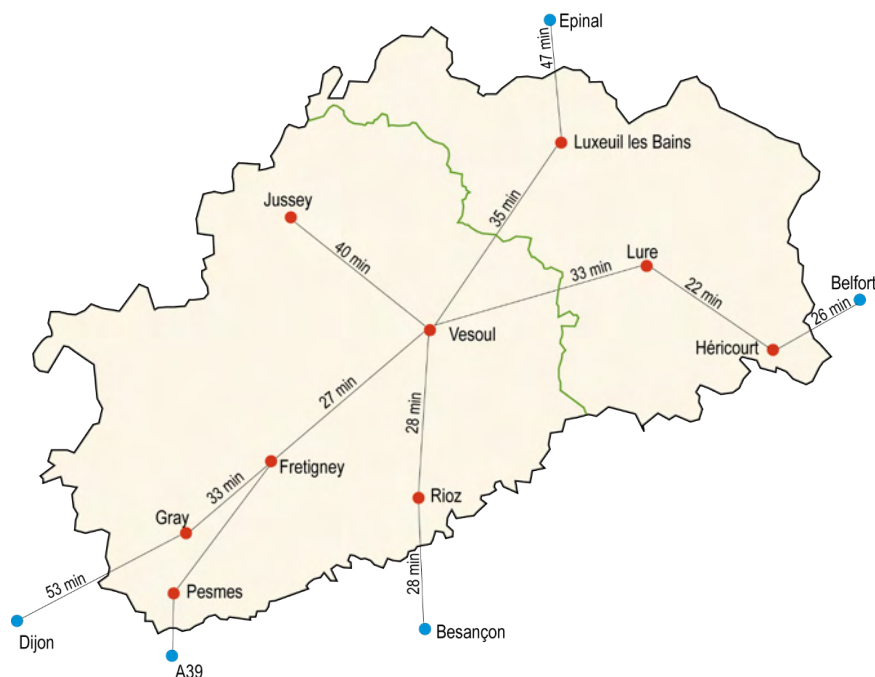 Epinal
47 min
Luxeuil les Bains
Jussey
35 min
40 min
Lure
33 min
22 min
Belfort
26 min
Vesoul
Héricourt
27 min
28 min
Fretigney
33 min
Rioz
Gray
53 min
Pesmes
28 min
Dijon
Besançon
A39